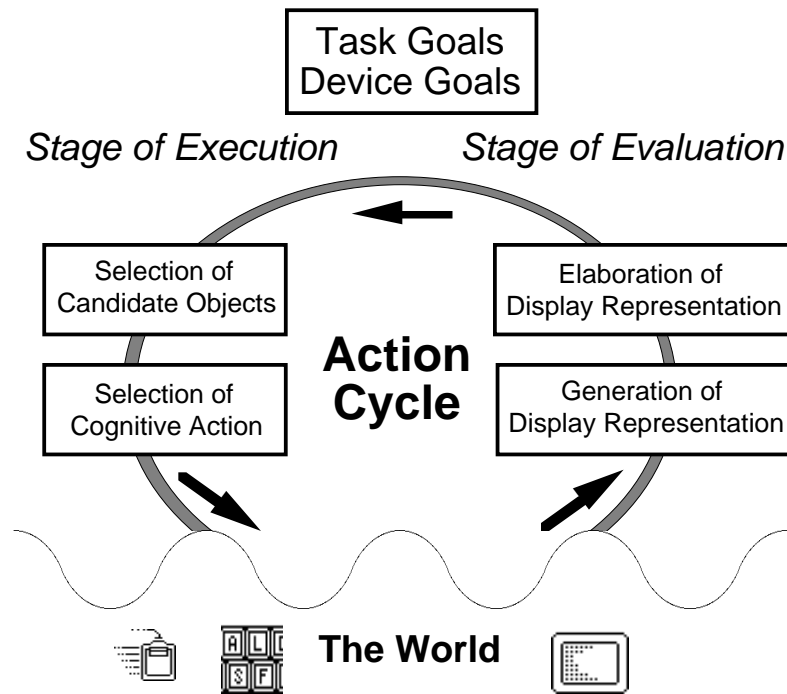 Task Goals
Device Goals
Stage of Execution
Stage of Evaluation
Selection of
Candidate Objects
Elaboration of
Display Representation
Action
Cycle
Selection of
Cognitive Action
Generation of
Display Representation
A L
S F
The World